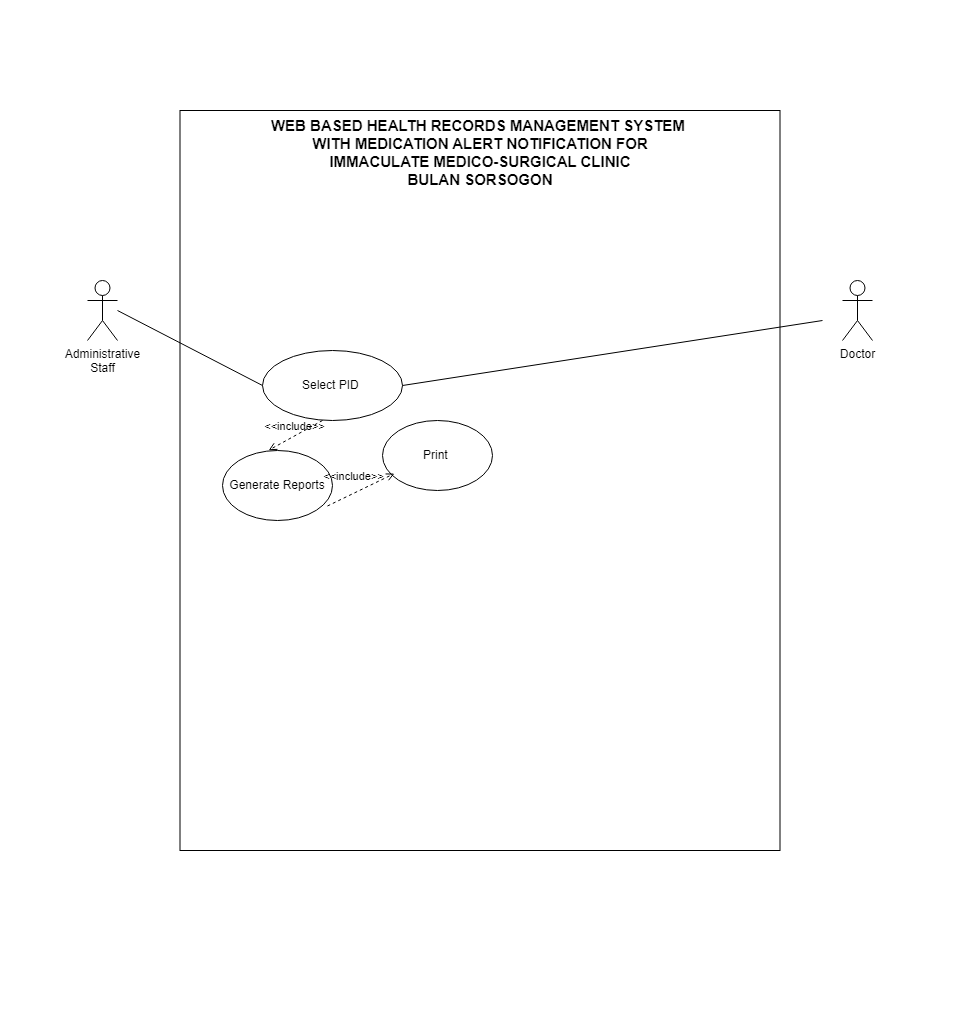 WEB BASED HEALTH RECORDS MANAGEMENT SYSTEM
WITH MEDICATION ALERT NOTIFICATION FOR
IMMACULATE MEDICO-SURGICAL CLINIC
BULAN SORSOGON
Administrative
Staff
Doctor
Select PID
<<include>>
Print
<<include>>
Generate Reports